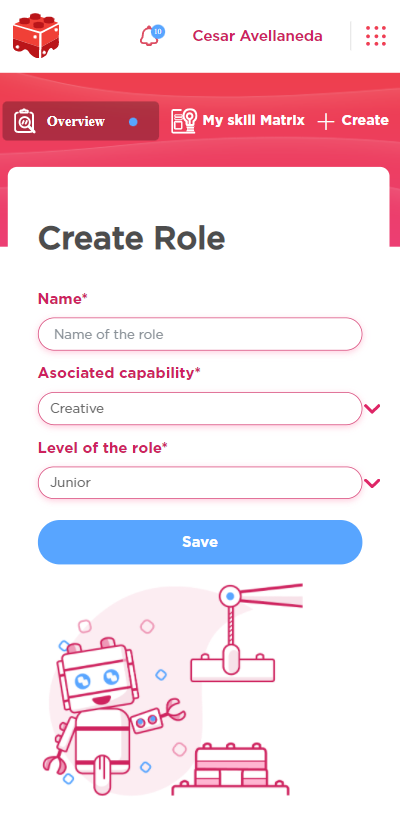 10
Cesar Avellaneda
Overview
My skill Matrix
Create
Create Role
Name*
Name of the role
Asociated capability*
Creative
Level of the role*
Junior
Save